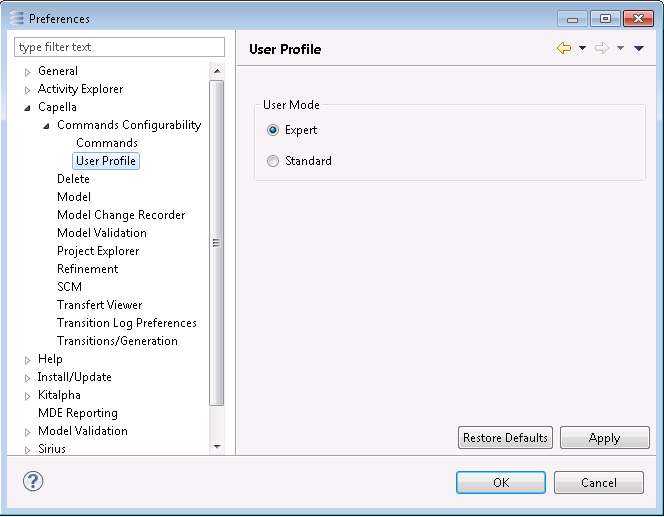 Preferences
type filter text
General
Activity Explorer
Capella
Commands Configurability
Commands
User Profile
Delete
Model
Model Change Recorder
Model Validation
Project Explorer
Refinement
SCM
Transfert Viewer
Transition Log Preferences
Transitions/Generation
Help
Install/Update
Kitalpha
MDE Reporting
Model Validation
Sirius
User Profile
User Mode
Expert
Standard
Restore Defaults
Apply
?
OK
Cancel